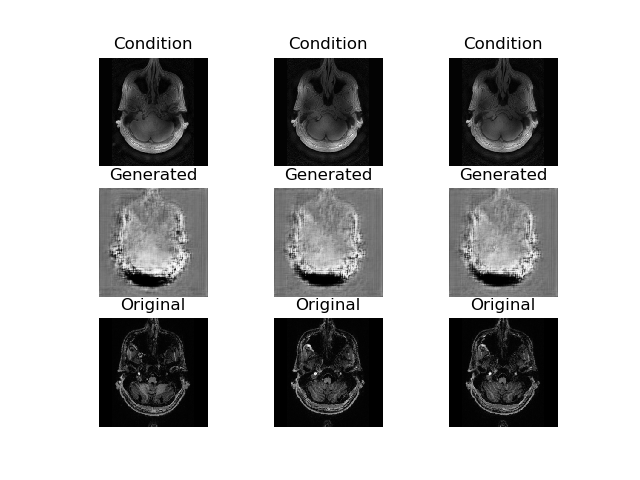 Condition Condition Condition
Generated Generated Generated
Original Original Original